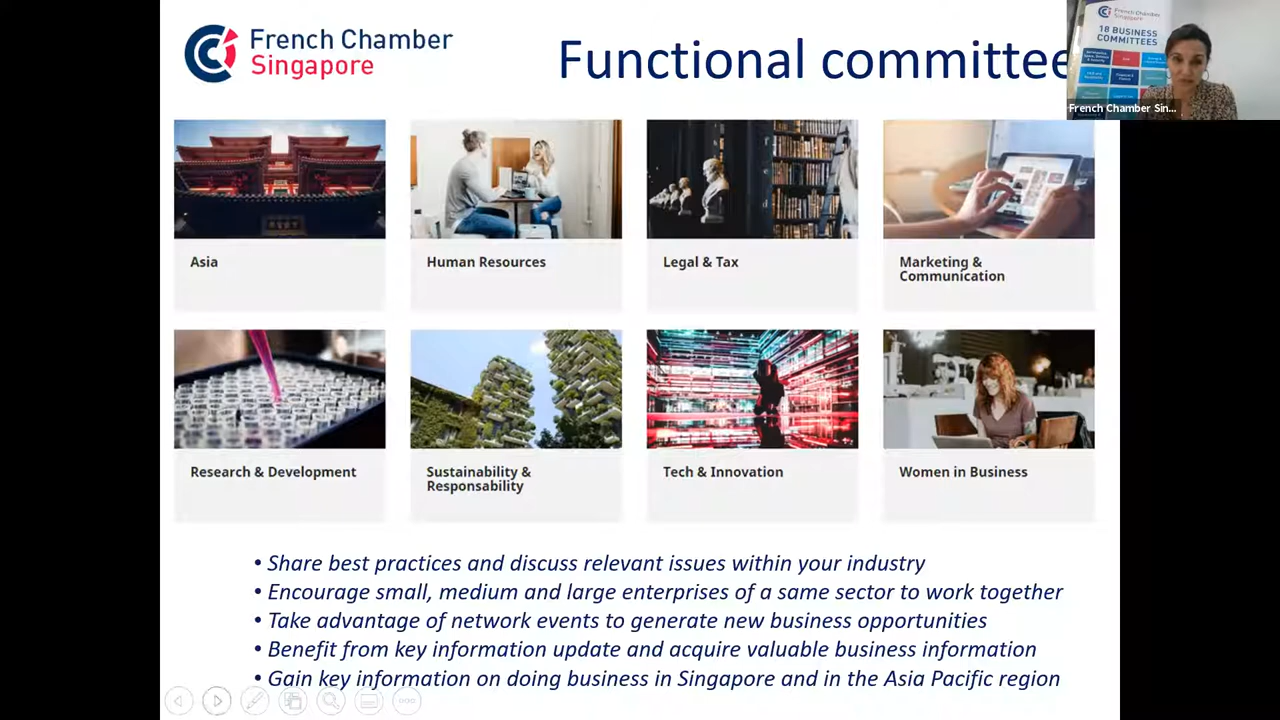 French Chamber
Singapore
Functional committee
French Chamber
Singapore
18 BUSINESS
COMMITTEES
French Chamber Sin...
Asia
Human Resources
Legal & Tax
Marketing &
Communication
Research & Development
Sustainability &
Responsability
Tech & Innovation
Women in Business
• Share best practices and discuss relevant issues within your industry
• Encourage small, medium and large enterprises of a same sector to work together
• Take advantage of network events to generate new business opportunities
• Benefit from key information update and acquire valuable business information
• Gain key information on doing business in Singapore and in the Asia Pacific region